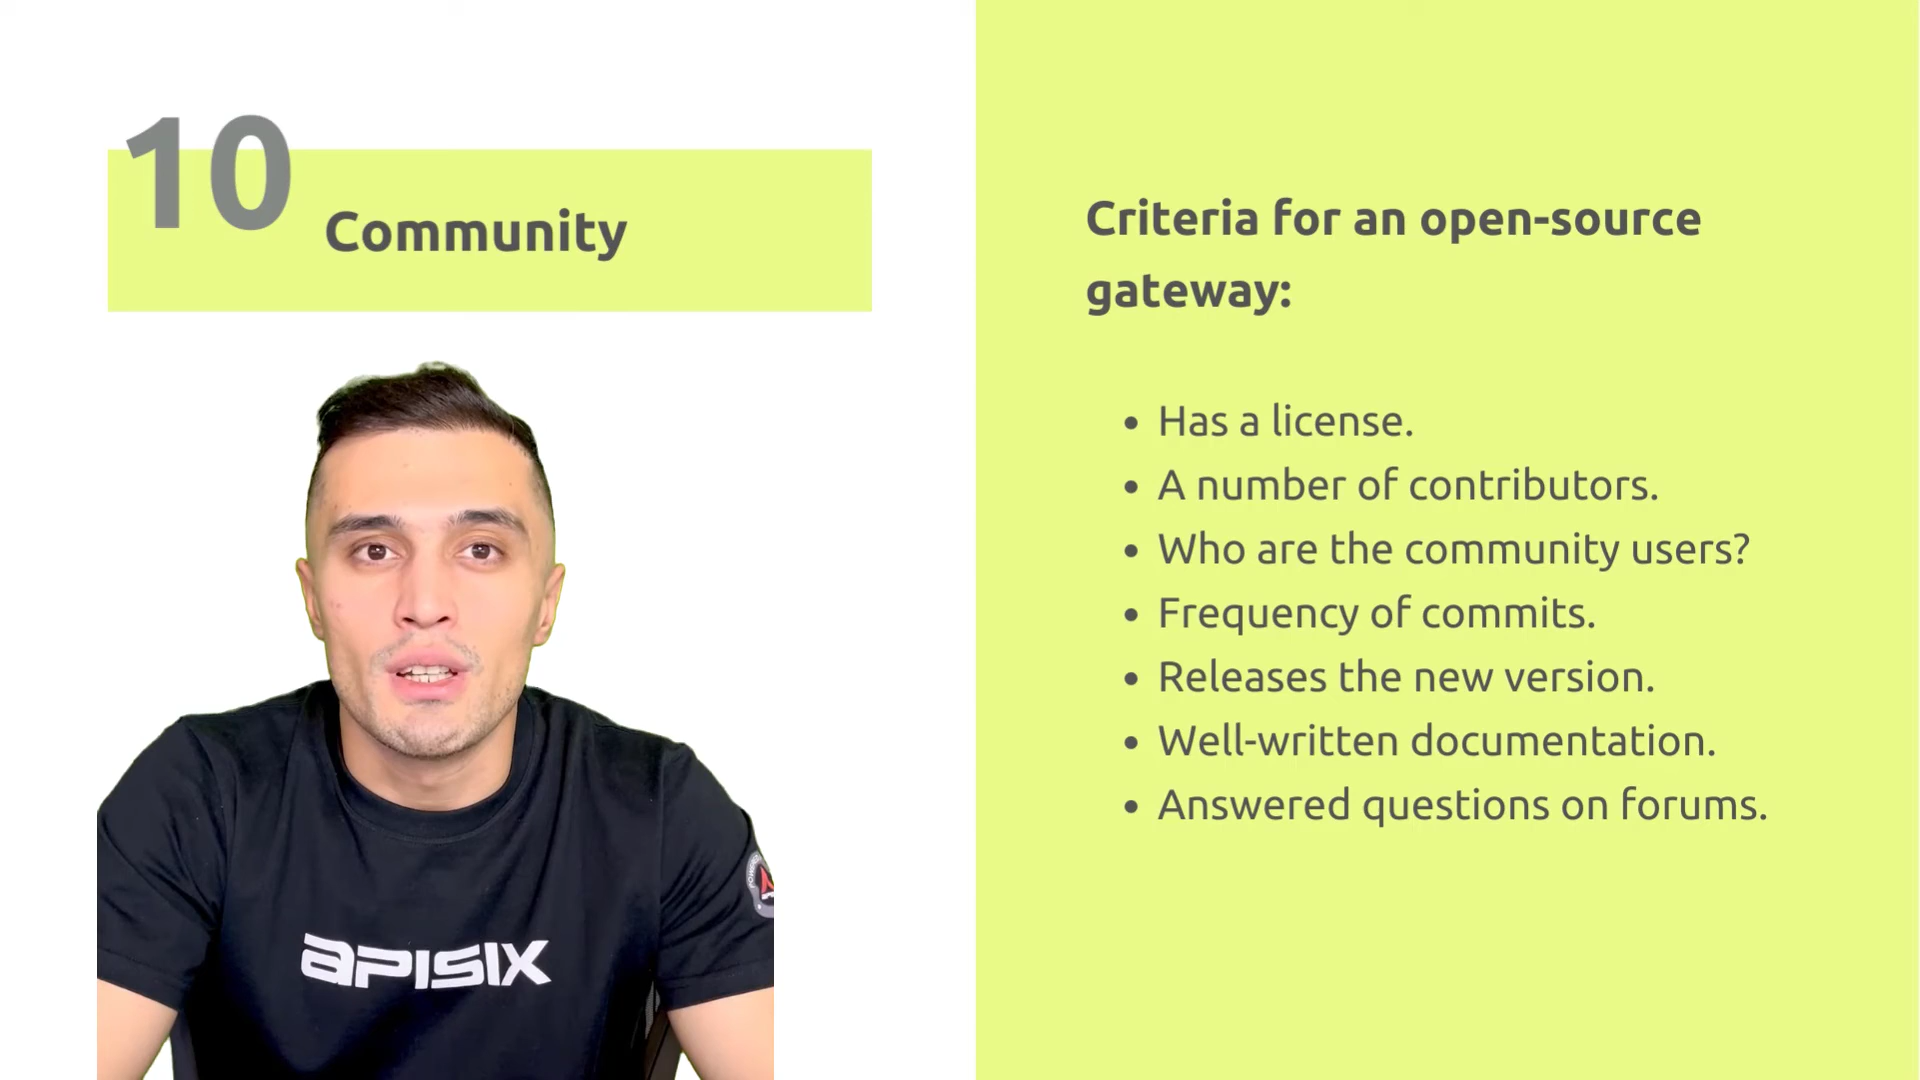 10
Community
Criteria for an open-source
gateway:
• Has a license.
• A number of contributors.
• Who are the community users?
• Frequency of commits.
• Releases the new version.
• Well-written documentation.
• Answered questions on forums.
APISIX